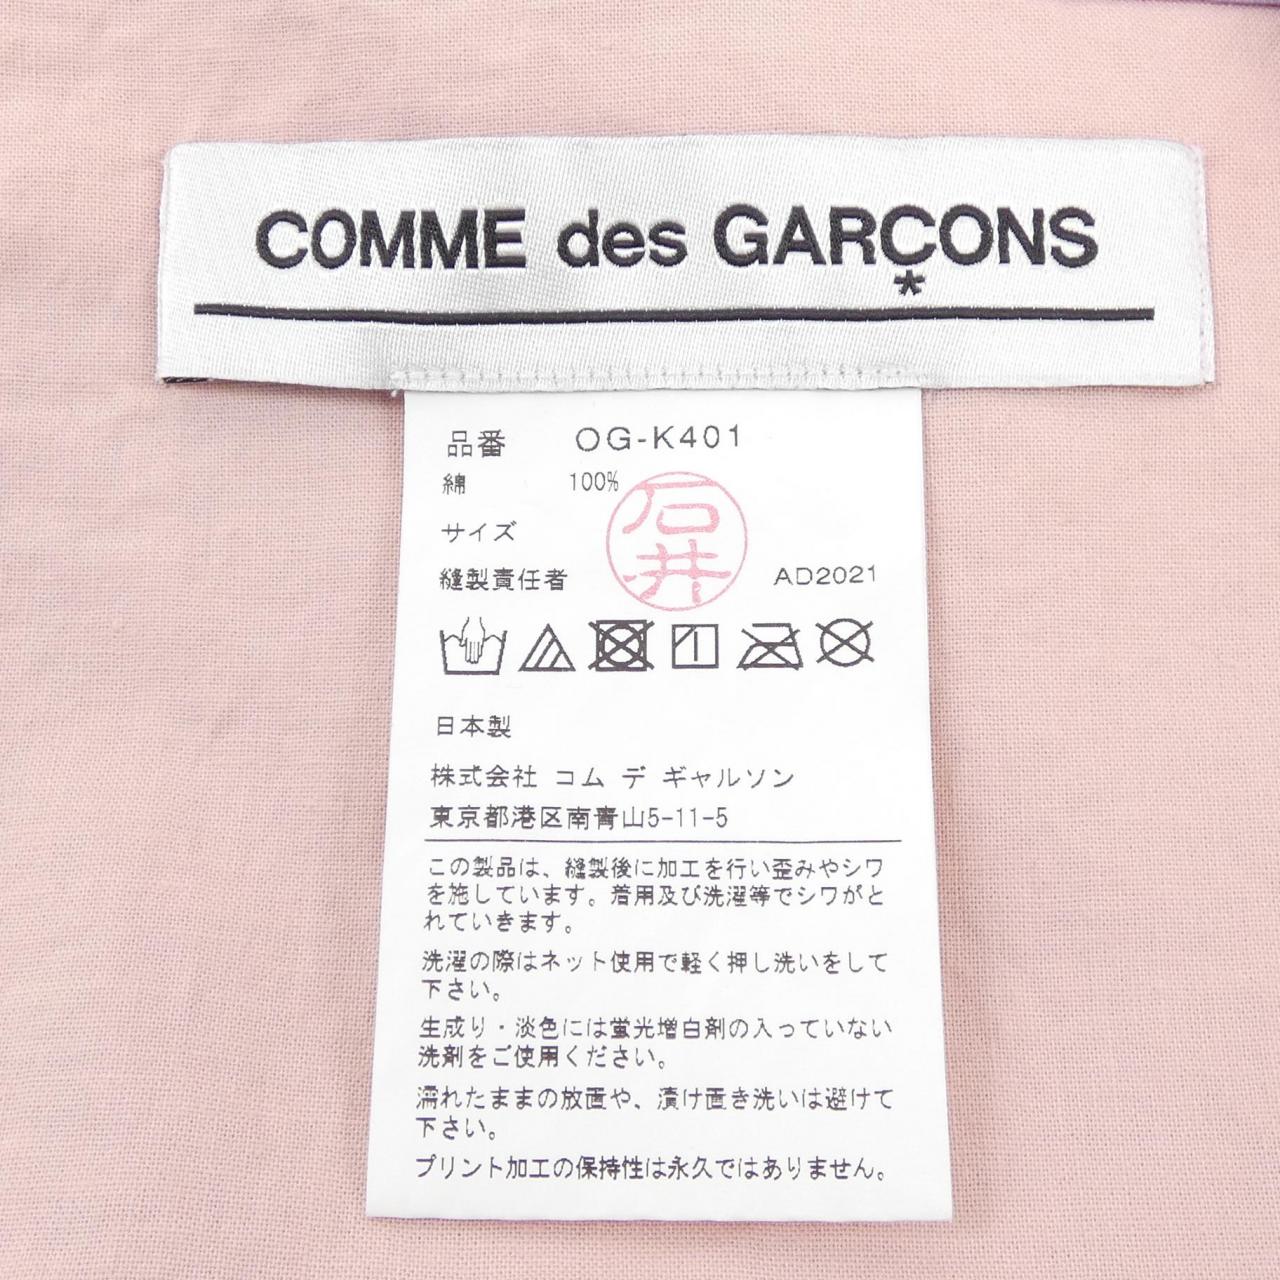 COMME des GARÇONS
*
品番 OG-K401
綿 100%
サイズ
石井
縫製責任者 AD2021
日本製
株式会社 コム デ ギャルソン
東京都港区南青山5-11-5
この製品は、縫製後に加工を行い歪みやシワ
を施しています。着用及び洗濯等でシワがと
れていきます。
洗濯の際はネット使用で軽く押し洗いをして
下さい。
生成り・淡色には蛍光増白剤の入っていない
洗剤をご使用ください。
濡れたままの放置や、漬け置き洗いは避けて
下さい。
プリント加工の保持性は永久ではありません。